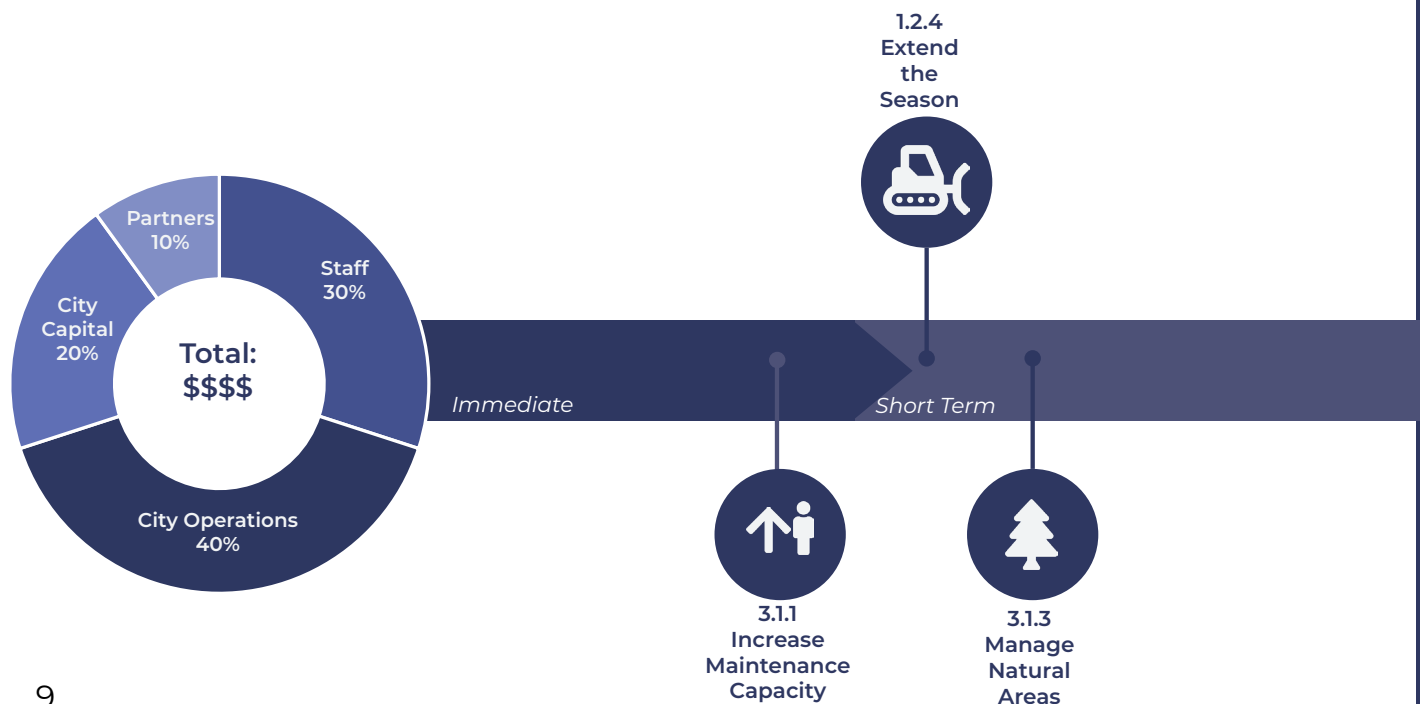 1.2.4
Extend
the
Season
Partners
10%
Staff
30%
City
Capital
20%
Total:
$$$$
City Operations
40%
Immediate
Short Term
3.1.1
Increase
Maintenance
Capacity
3.1.3
Manage
Natural
Areas
9